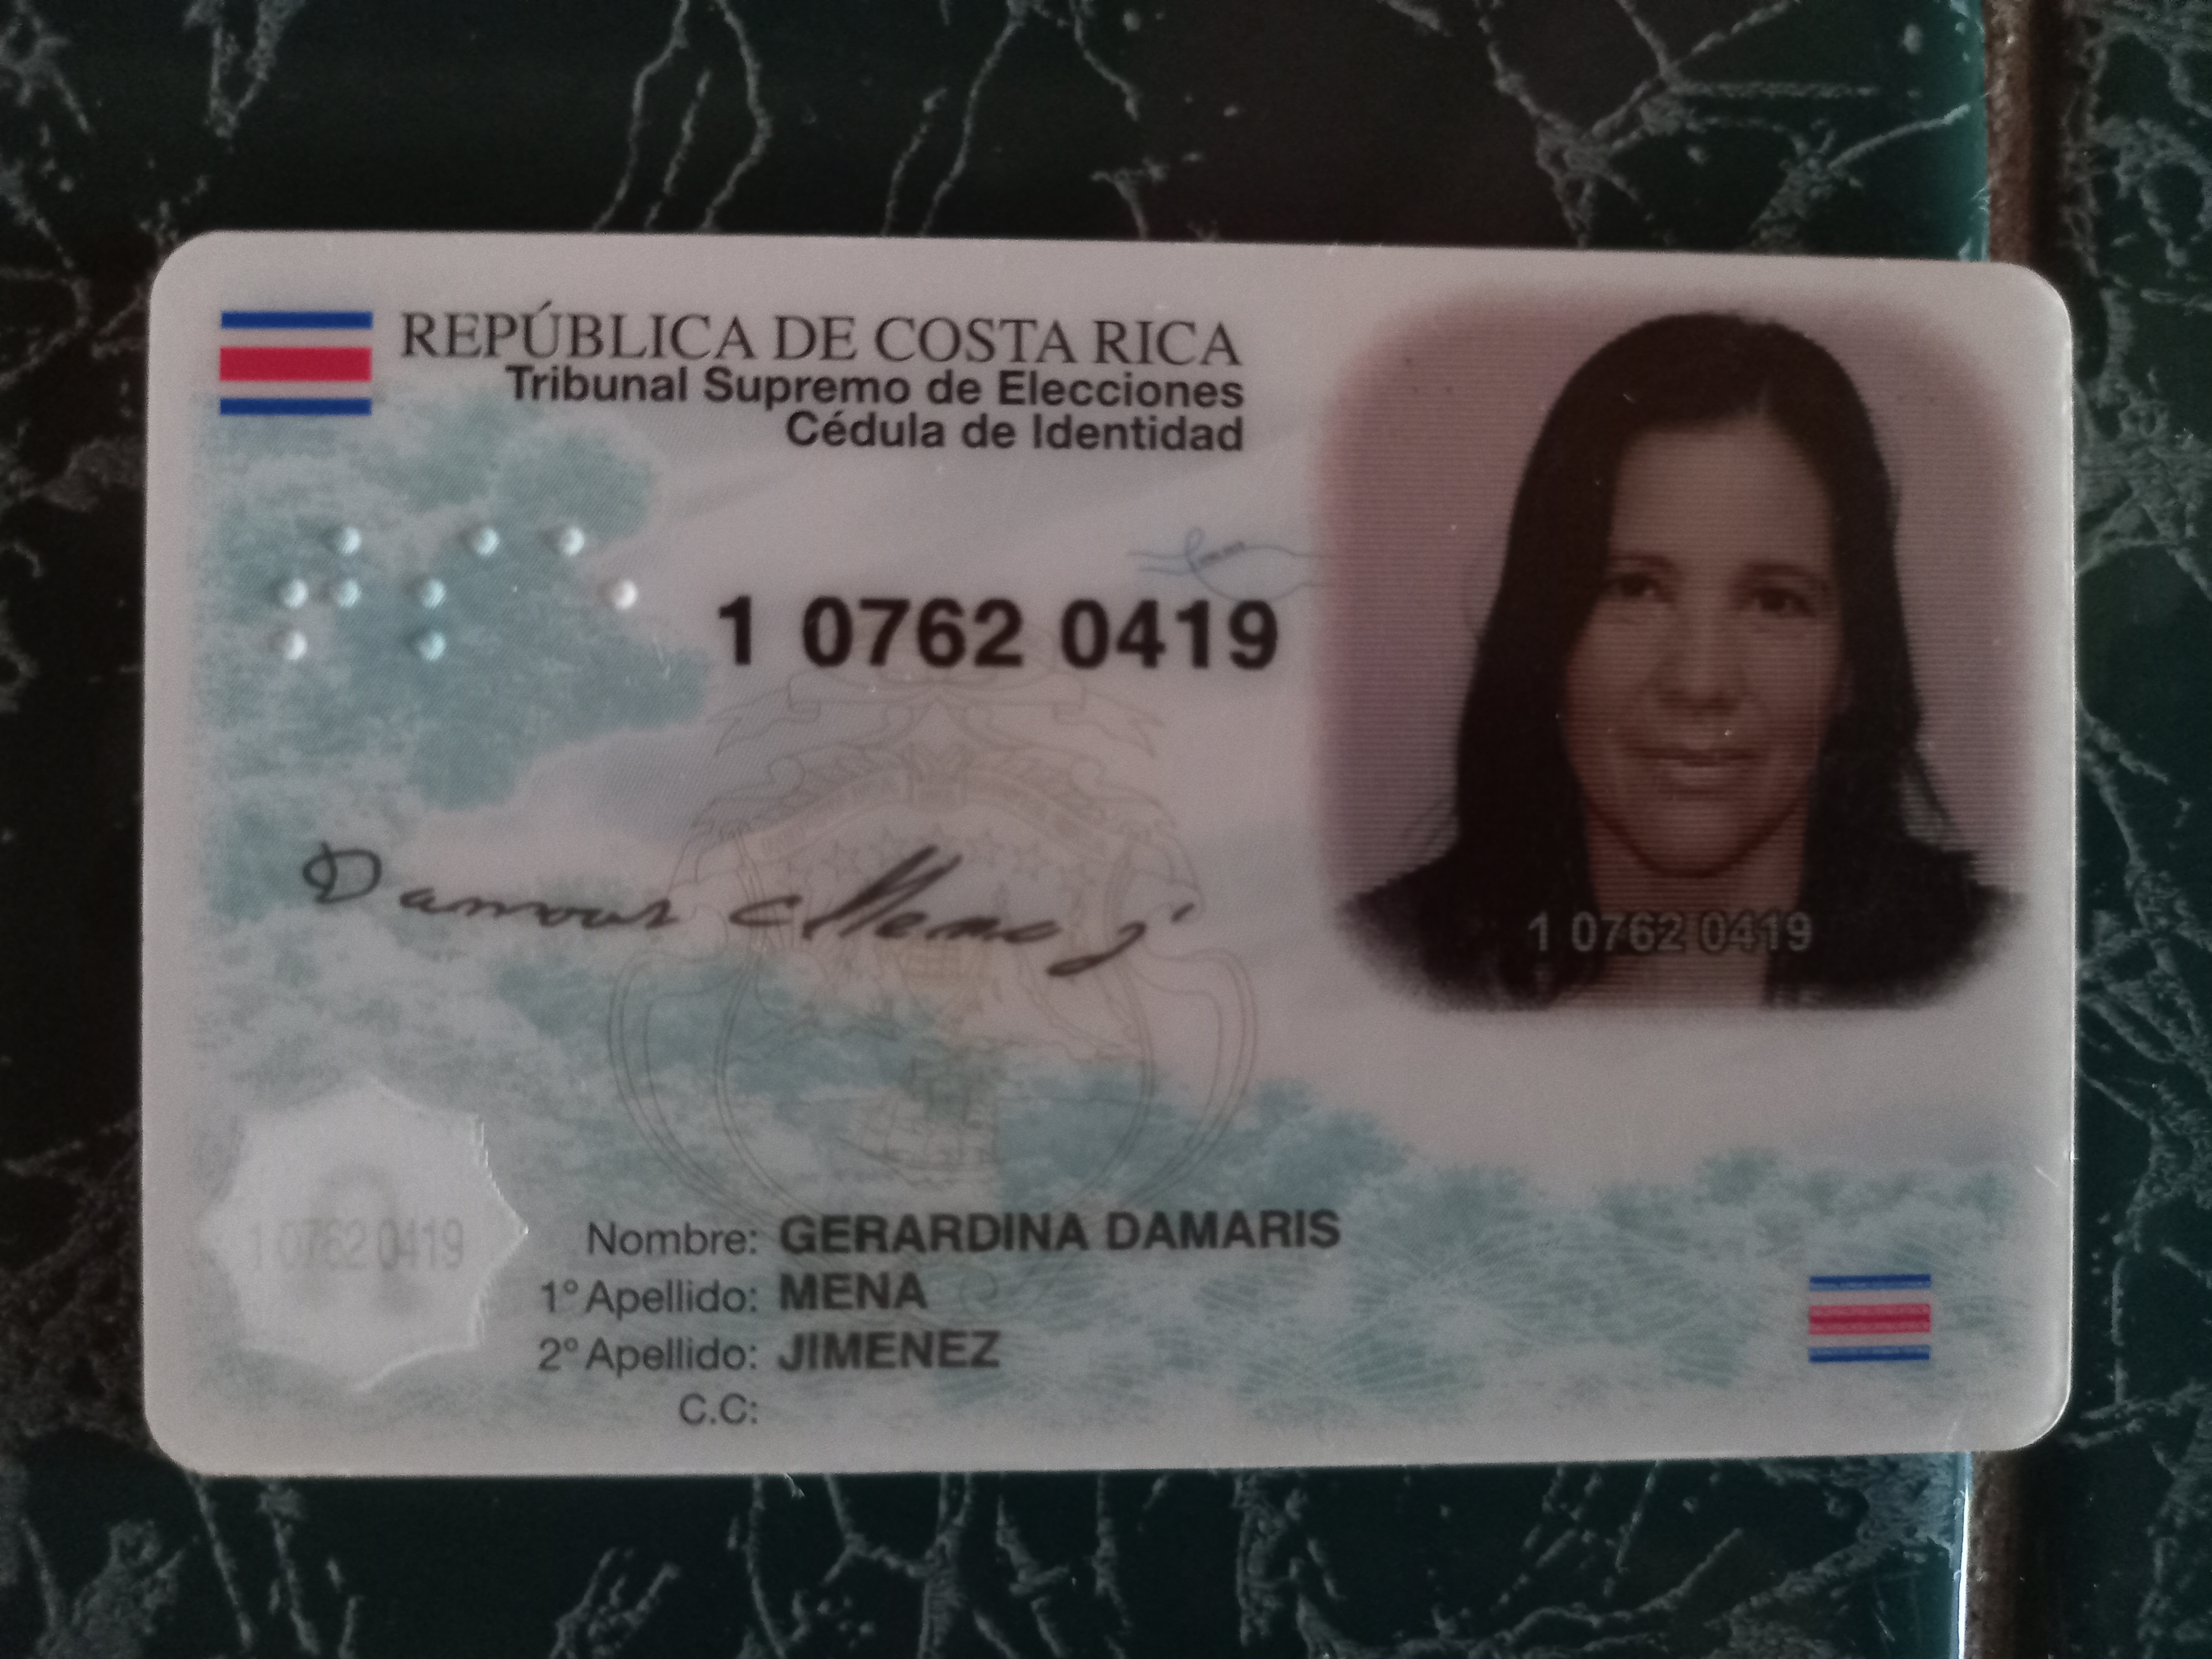 REPÚBLICA DE COSTA RICA
Tribunal Supremo de Elecciones
Cédula de Identidad
1 0762 0419
Damaris Mena J.
1 0762 0419
1 0762 0419
Nombre: GERARDINA DAMARIS
1° Apellido: MENA
2° Apellido: JIMENEZ
C.C: